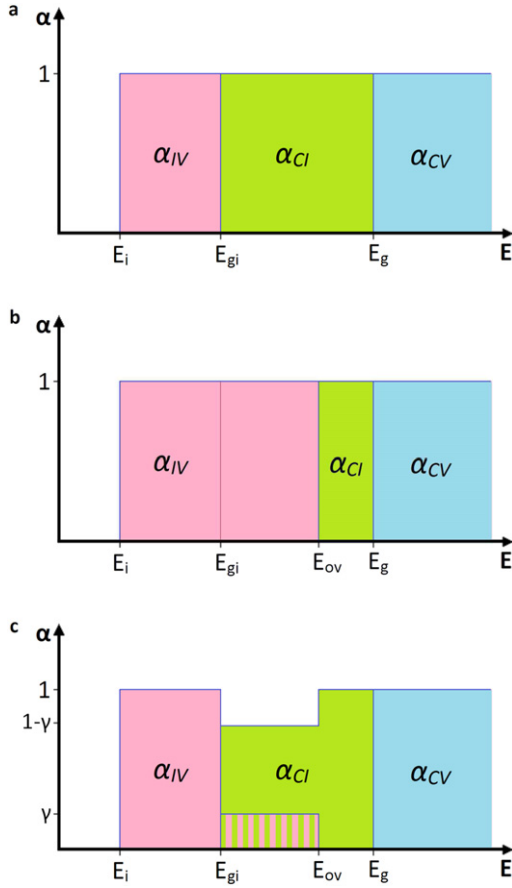 a
α
1
α_IV α_CI α_CV
E_i E_gi E_g E
b
α
1
α_IV α_CI α_CV
E_i E_gi E_ov E_g E
c
α
1
1-γ
α_IV α_CI α_CV
γ
E_i E_gi E_ov E_g E